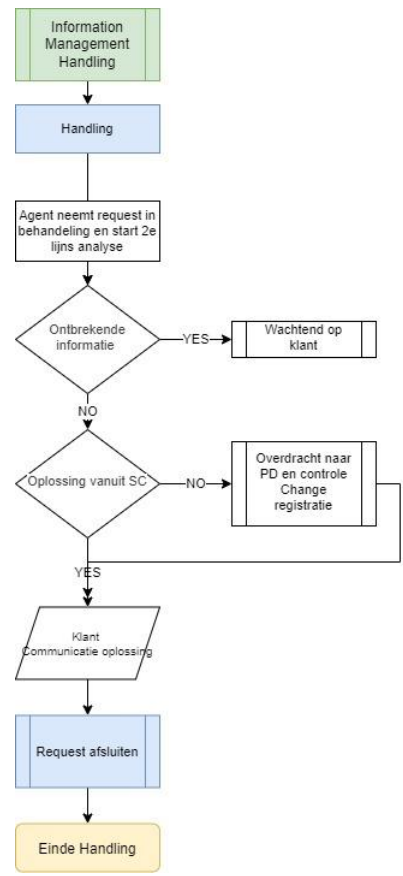 Information
Management
Handling
Handling
Agent neemt request in
behandeling en start 2e
lijns analyse
Ontbrekende
informatie
YES
Wachtend op
klant
NO
Oplossing vanuit SC
NO
Overdracht naar
PD en controle
Change
registratie
YES
Klant
Communicatie oplossing
Request afsluiten
Einde Handling